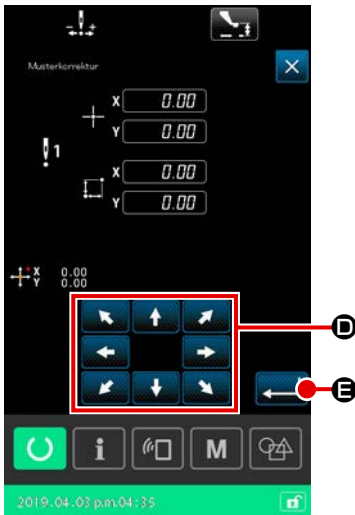 Musterkorrektur
X 0.00
Y 0.00
1
X 0.00
Y 0.00
X 0.00
Y 0.00
D
E
i M
2019.04.03 p.m.04:35